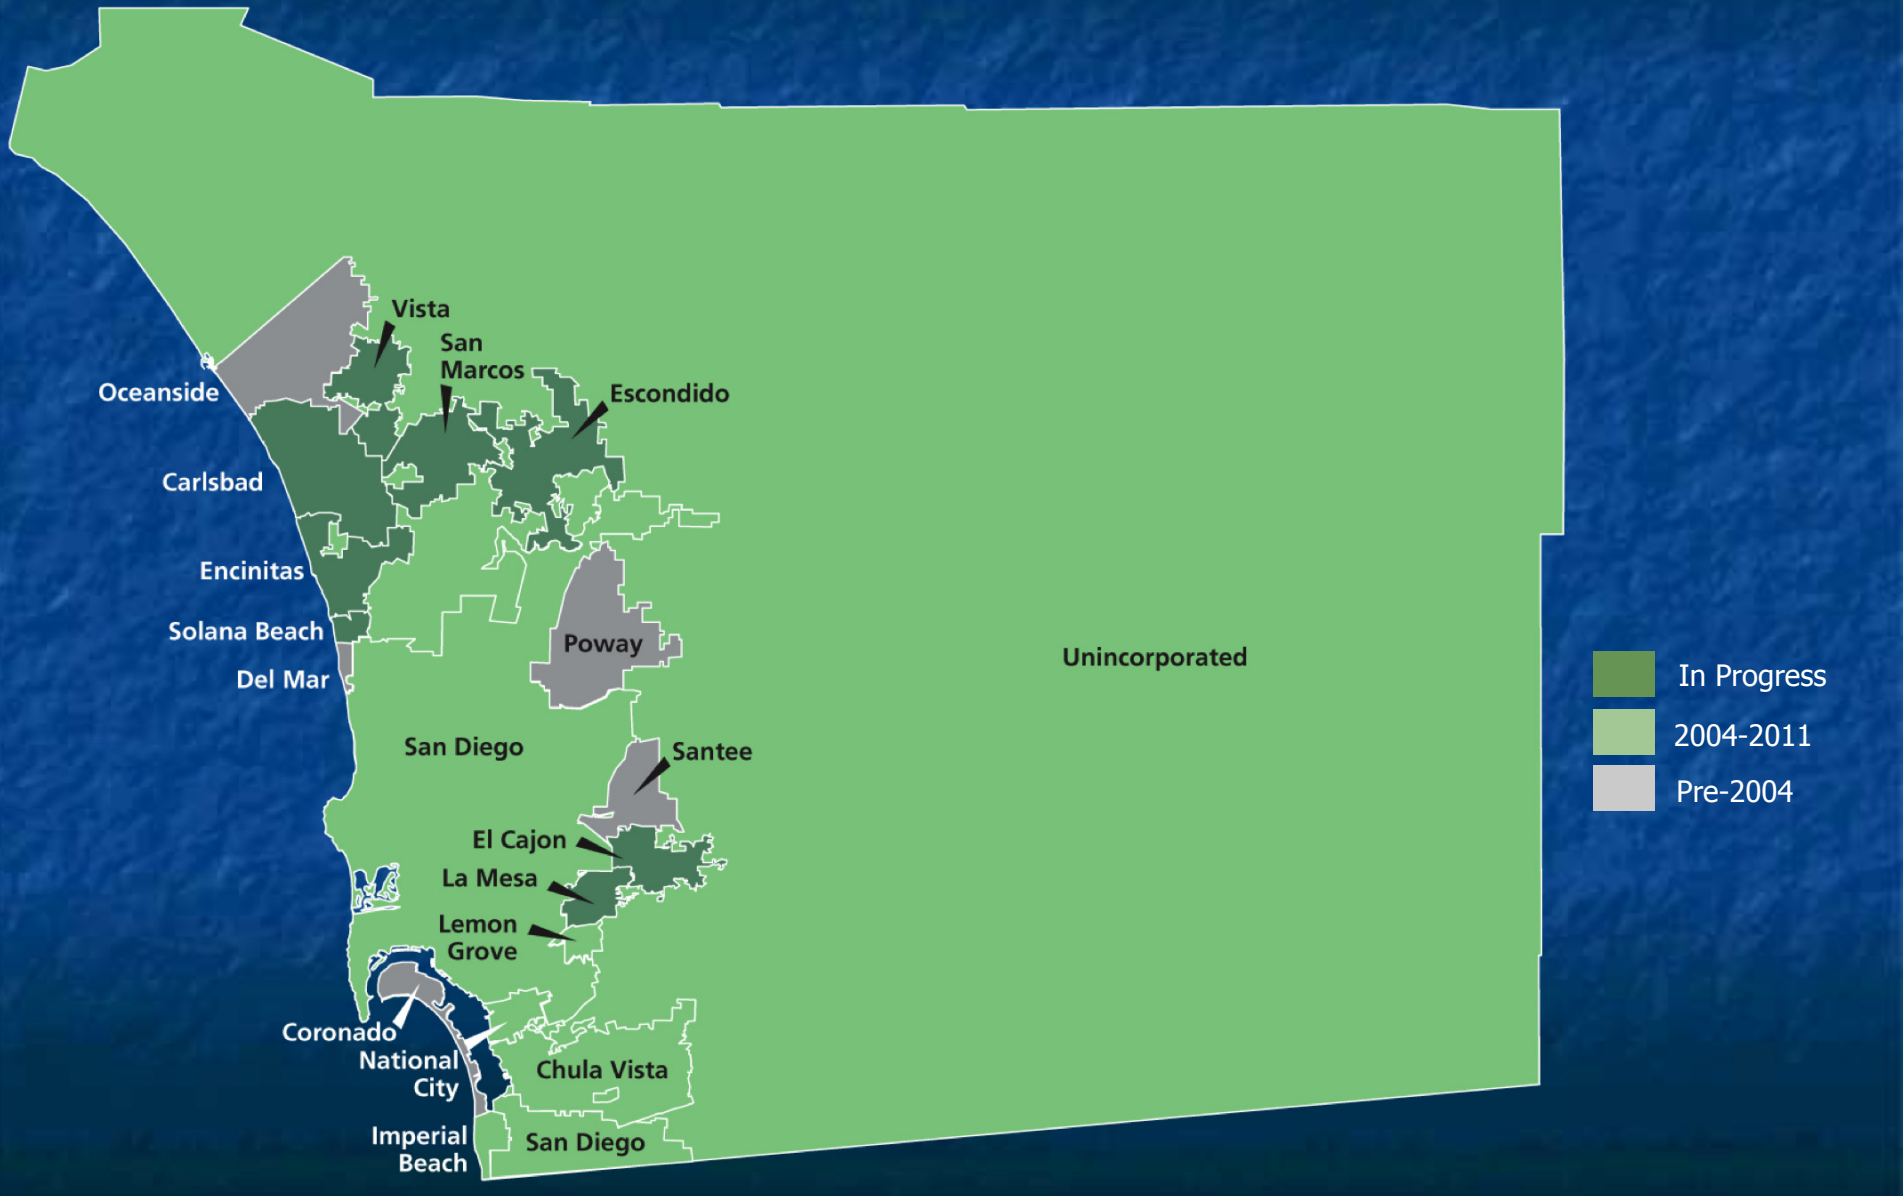 Vista
San
Marcos
Escondido
Oceanside
Carlsbad
Encinitas
Solana Beach
Del Mar
Poway
Unincorporated
San Diego
Santee
El Cajon
La Mesa
Lemon
Grove
Coronado
National
City
Chula Vista
Imperial
Beach
San Diego
In Progress
2004-2011
Pre-2004